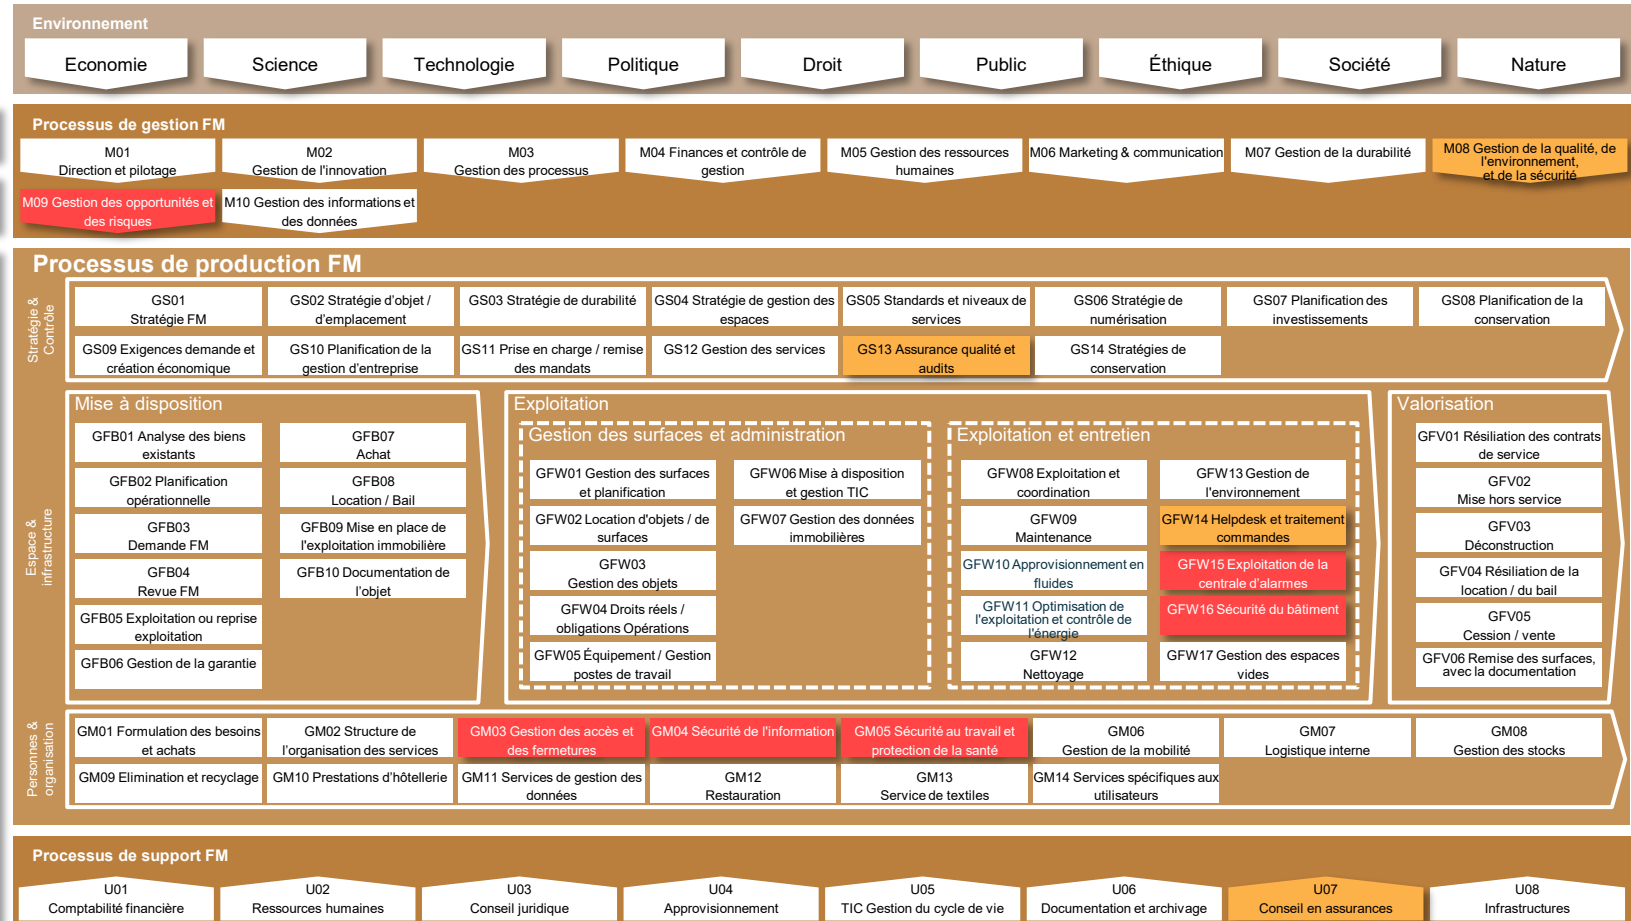 Environnement
Economie
Science
Technologie
Politique
Droit
Public
Éthique
Société
Nature
Processus de gestion FM
M01
Direction et pilotage
M02
Gestion de l'innovation
M03
Gestion des processus
M04 Finances et contrôle de
gestion
M05 Gestion des ressources
humaines
M06 Marketing & communication
M07 Gestion de la durabilité
M08 Gestion de la qualité, de
l'environnement,
et de la sécurité
M09 Gestion des opportunités et
des risques
M10 Gestion des informations et
des données
Processus de production FM
Stratégie &
Contrôle
GS01
Stratégie FM
GS02 Stratégie d'objet /
d'emplacement
GS03 Stratégie de durabilité
GS04 Stratégie de gestion des
espaces
GS05 Standards et niveaux de
services
GS06 Stratégie de
numérisation
GS07 Planification des
investissements
GS08 Planification de la
conservation
GS09 Exigences demande et
création économique
GS10 Planification de la
gestion d'entreprise
GS11 Prise en charge / remise
des mandats
GS12 Gestion des services
GS13 Assurance qualité et
audits
GS14 Stratégies de
conservation
Espace &
infrastructure
Mise à disposition
GFB01 Analyse des biens
existants
GFB02 Planification
opérationnelle
GFB03
Demande FM
GFB04
Revue FM
GFB05 Exploitation ou reprise
exploitation
GFB06 Gestion de la garantie
GFB07
Achat
GFB08
Location / Bail
GFB09 Mise en place de
l'exploitation immobilière
GFB10 Documentation de
l'objet
Exploitation
Gestion des surfaces et administration
GFW01 Gestion des surfaces
et planification
GFW02 Location d'objets / de
surfaces
GFW03
Gestion des objets
GFW04 Droits réels /
obligations Opérations
GFW05 Équipement / Gestion
postes de travail
GFW06 Mise à disposition
et gestion TIC
GFW07 Gestion des données
immobilières
Exploitation et entretien
GFW08 Exploitation et
coordination
GFW09
Maintenance
GFW10 Approvisionnement en
fluides
GFW11 Optimisation de
l'exploitation et contrôle de
l'énergie
GFW12
Nettoyage
GFW13 Gestion de
l'environnement
GFW14 Helpdesk et traitement
commandes
GFW15 Exploitation de la
centrale d'alarmes
GFW16 Sécurité du bâtiment
GFW17 Gestion des espaces
vides
Valorisation
GFV01 Résiliation des contrats
de service
GFV02
Mise hors service
GFV03
Déconstruction
GFV04 Résiliation de la
location / du bail
GFV05
Cession / vente
GFV06 Remise des surfaces,
avec la documentation
Personnes &
organisation
GM01 Formulation des besoins
et achats
GM02 Structure de
l'organisation des services
GM03 Gestion des accès et
des fermetures
GM04 Sécurité de l'information
GM05 Sécurité au travail et
protection de la santé
GM06
Gestion de la mobilité
GM07
Logistique interne
GM08
Gestion des stocks
GM09 Elimination et recyclage
GM10 Prestations d'hôtellerie
GM11 Services de gestion des
données
GM12
Restauration
GM13
Service de textiles
GM14 Services spécifiques aux
utilisateurs
Processus de support FM
U01
Comptabilité financière
U02
Ressources humaines
U03
Conseil juridique
U04
Approvisionnement
U05
TIC Gestion du cycle de vie
U06
Documentation et archivage
U07
Conseil en assurances
U08
Infrastructures